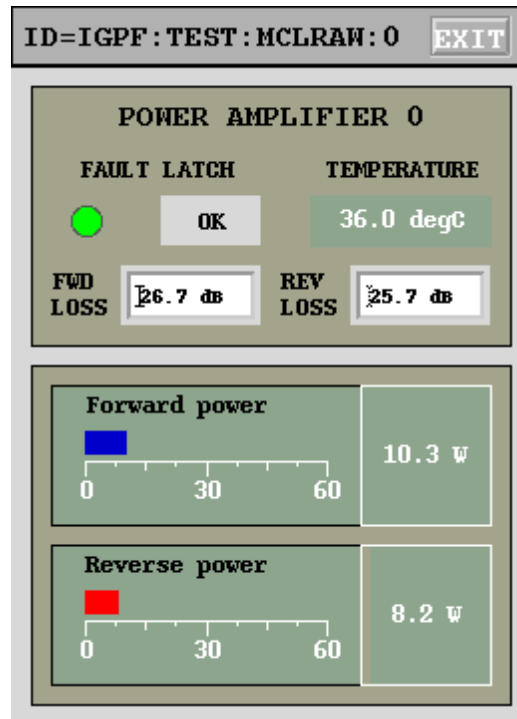 ID=IGPF:TEST:MCLRAW:0 EXIT
POWER AMPLIFIER 0
FAULT LATCH TEMPERATURE
OK 36.0 degC
FWD LOSS 26.7 dB REV LOSS 25.7 dB
Forward power
10.3 W
0 30 60
Reverse power
8.2 W
0 30 60